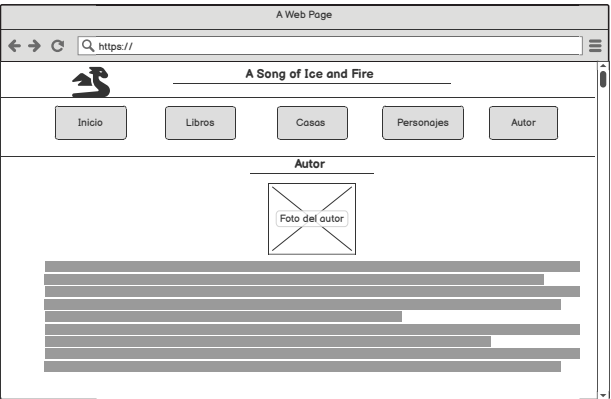 A Web Page
https://
A Song of Ice and Fire
Inicio
Libros
Casas
Personajes
Autor
Autor
Foto del autor